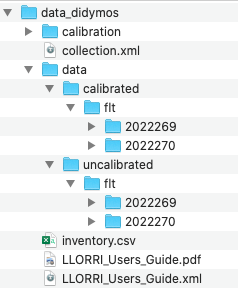 data_didymos
calibration
collection.xml
data
calibrated
flt
2022269
2022270
uncalibrated
flt
2022269
2022270
inventory.csv
LLORRI_Users_Guide.pdf
LLORRI_Users_Guide.xml